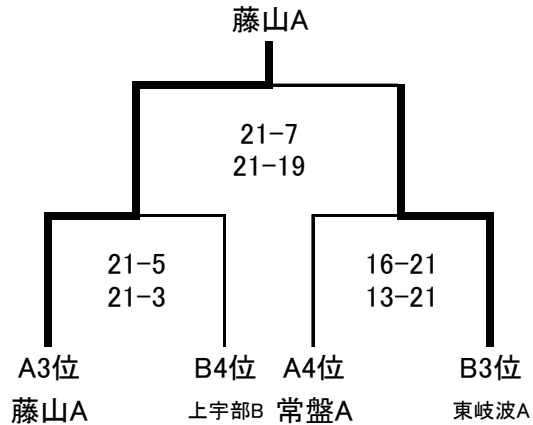 藤山A
21-7
21-19
21-5
21-3
16-21
13-21
A3位
B4位
A4位
B3位
藤山A
上宇部B
常盤A
東岐波A